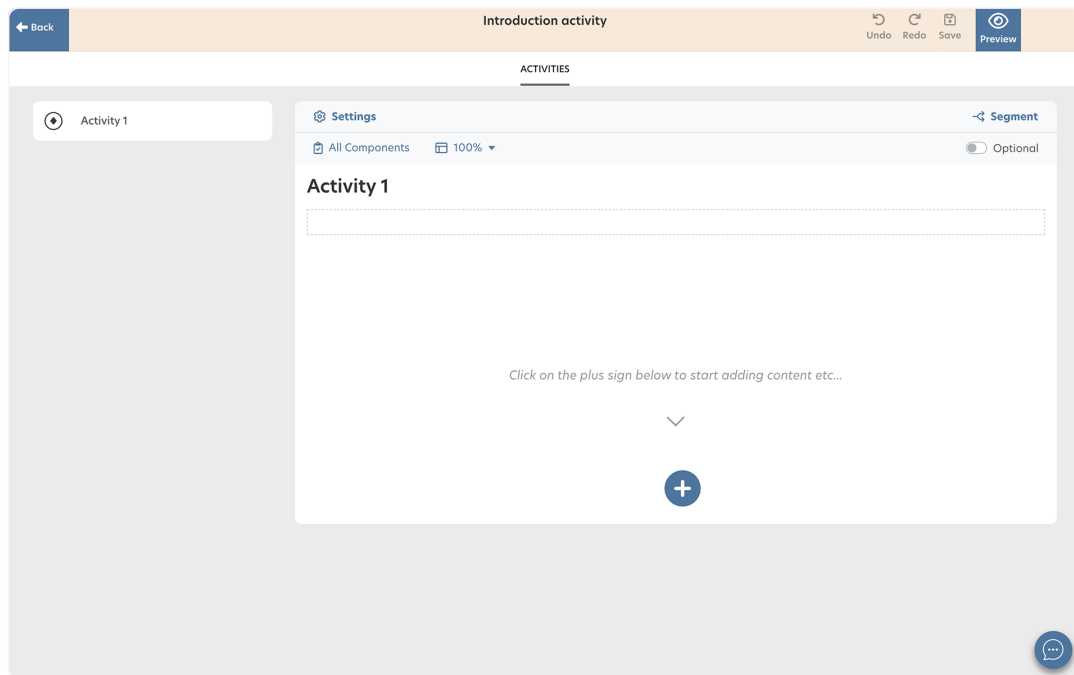 Back
Introduction activity
Undo Redo Save Preview
ACTIVITIES
Activity 1
Settings
Segment
All Components
100%
Optional
Activity 1
Click on the plus sign below to start adding content etc...